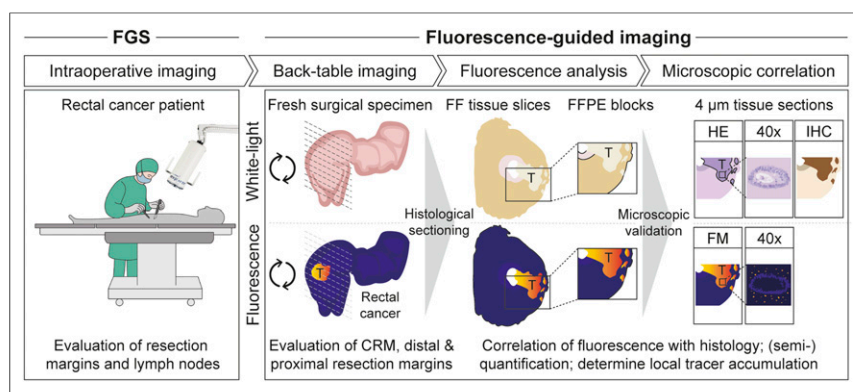 FGS
Fluorescence-guided imaging
Intraoperative imaging
Back-table imaging
Fluorescence analysis
Microscopic correlation
Rectal cancer patient
Fresh surgical specimen
FF tissue slices
FFPE blocks
4 µm tissue sections
White-light
HE
40x
IHC
T
T
T
T
Histological
sectioning
Microscopic
validation
Fluorescence
FM
40x
T
T
T
T
Rectal
cancer
Evaluation of resection
margins and lymph nodes
Evaluation of CRM, distal &
proximal resection margins
Correlation of fluorescence with histology; (semi-)
quantification; determine local tracer accumulation